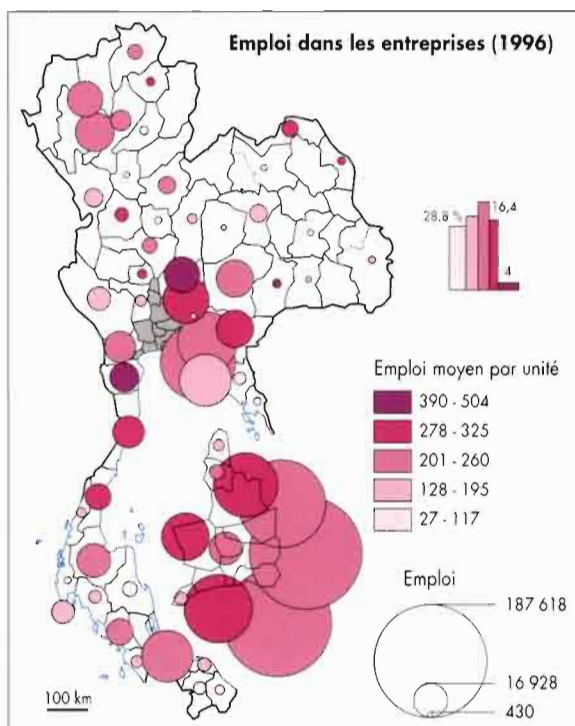 Emploi dans les entreprises (1996)
28,8 %
16,4
4
Emploi moyen par unité
390 - 504
278 - 325
201 - 260
128 - 195
27 - 117
Emploi
187 618
16 928
430
100 km